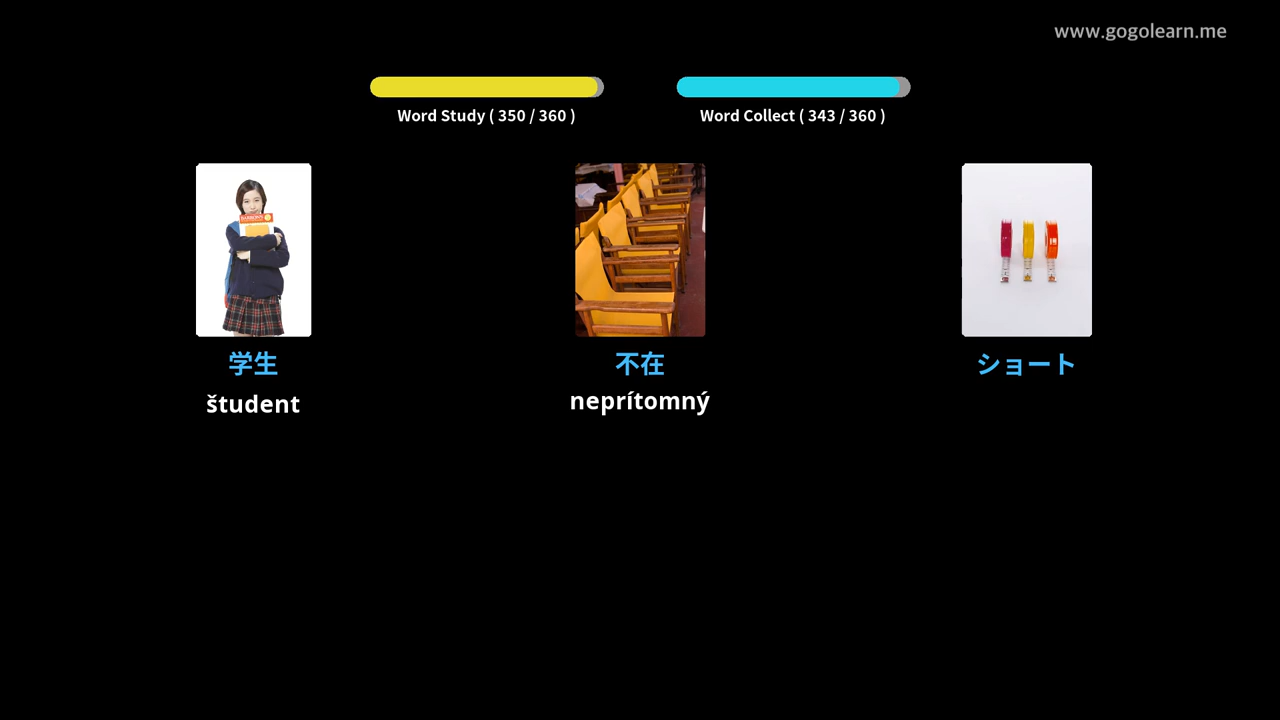 www.gogolearn.me
Word Study ( 350 / 360 )
Word Collect ( 343 / 360 )
BARRON'S
学生
不在
ショート
študent
neprítomný